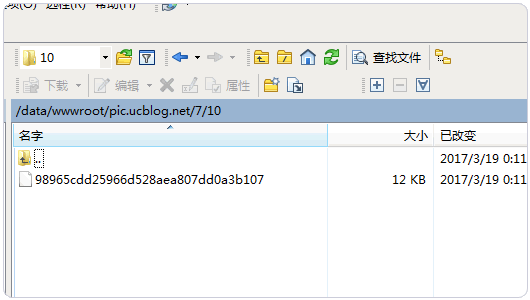 项(O) 远程(R) 帮助(H)
10 查找文件
下载 编辑 属性
/data/wwwroot/pic.ucblog.net/7/10
名字 大小 已改变
.. 2017/3/19 0:11
98965cdd25966d528aea807dd0a3b107 12 KB 2017/3/19 0:11